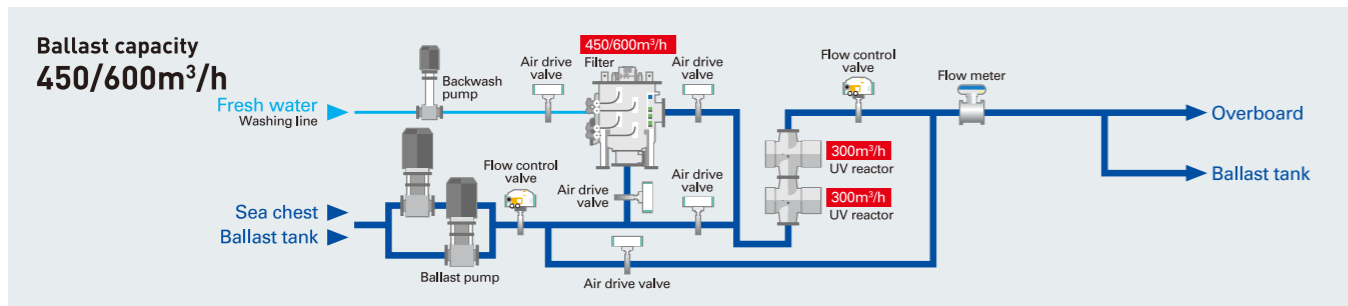 Ballast capacity
450/600m³/h
Fresh water
Washing line
Backwash
pump
Air drive
valve
450/600m³/h
Filter
Air drive
valve
Flow control
valve
Flow meter
Overboard
300m³/h
UV reactor
300m³/h
UV reactor
Ballast tank
Flow control
valve
Air drive
valve
Air drive
valve
Sea chest
Ballast tank
Ballast pump
Air drive valve